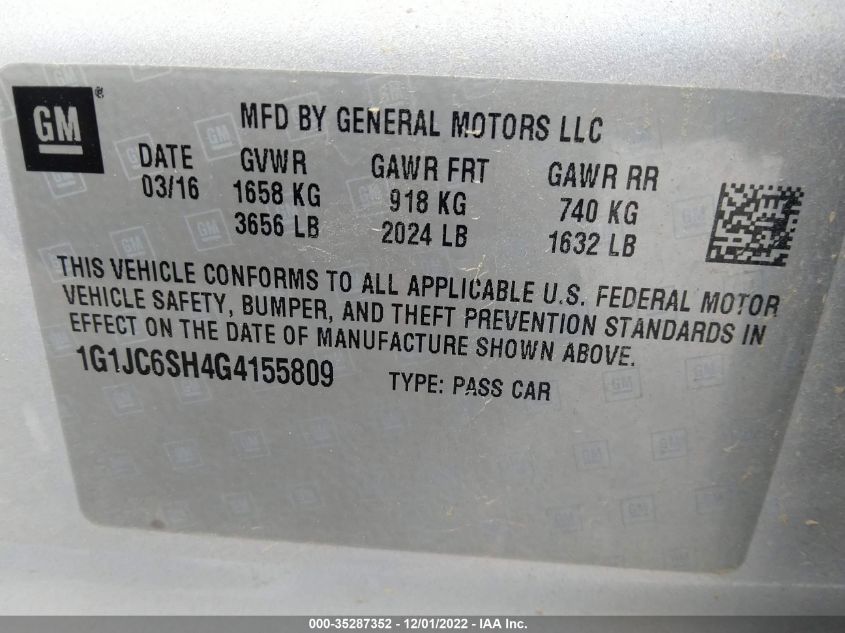 GM®
MFD BY GENERAL MOTORS LLC
DATE GVWR GAWR FRT GAWR RR
03/16 1658 KG 918 KG 740 KG
3656 LB 2024 LB 1632 LB
THIS VEHICLE CONFORMS TO ALL APPLICABLE U.S. FEDERAL MOTOR
VEHICLE SAFETY, BUMPER, AND THEFT PREVENTION STANDARDS IN
EFFECT ON THE DATE OF MANUFACTURE SHOWN ABOVE.
1G1JC6SH4G4155809 TYPE: PASS CAR
000-35287352 - 12/01/2022 - IAA Inc.